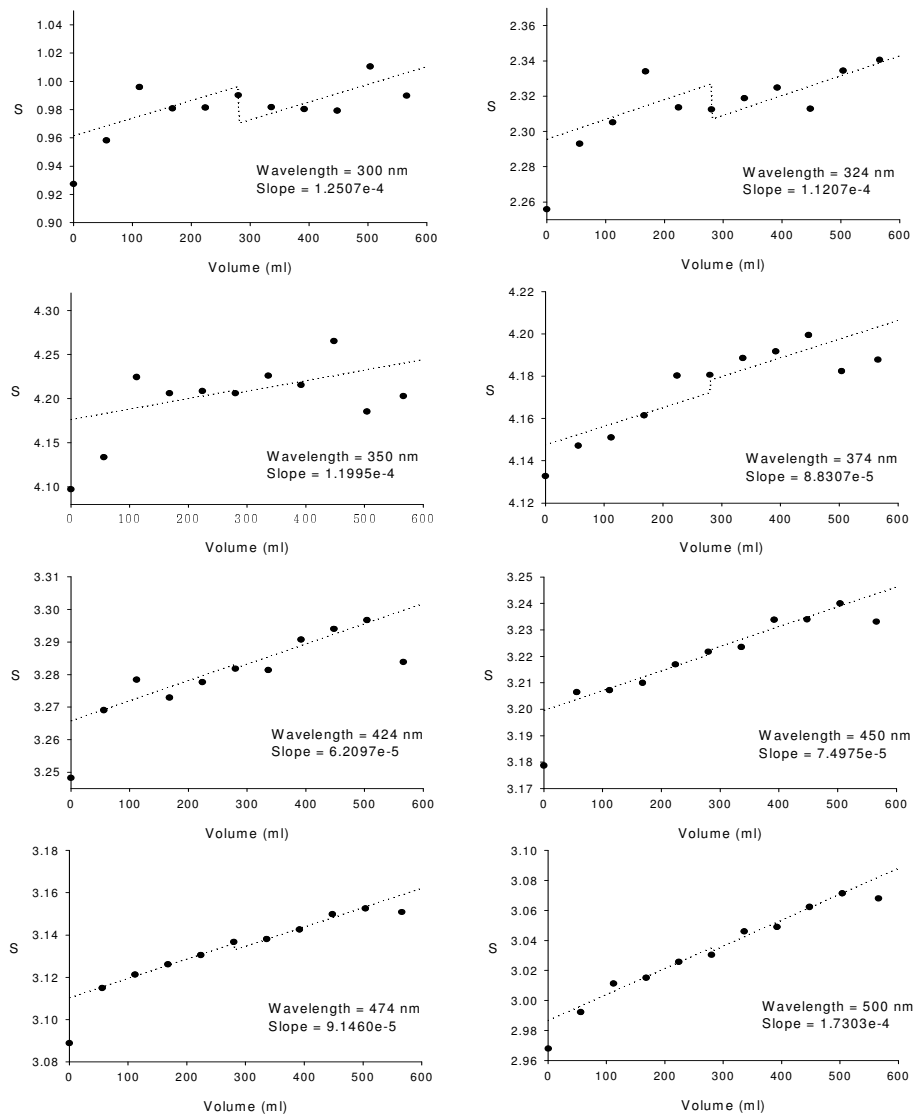 1.04
1.02
1.00
0.98
0.96
0.94
0.92
0.90
S
Wavelength = 300 nm
Slope = 1.2507e-4
0 100 200 300 400 500 600
Volume (ml)
2.36
2.34
2.32
2.30
2.28
2.26
S
Wavelength = 324 nm
Slope = 1.1207e-4
0 100 200 300 400 500 600
Volume (ml)
4.30
4.25
4.20
4.15
4.10
S
Wavelength = 350 nm
Slope = 1.1995e-4
0 100 200 300 400 500 600
Volume (ml)
4.22
4.20
4.18
4.16
4.14
4.12
S
Wavelength = 374 nm
Slope = 8.8307e-5
0 100 200 300 400 500 600
Volume (ml)
3.31
3.30
3.29
3.28
3.27
3.26
3.25
S
Wavelength = 424 nm
Slope = 6.2097e-5
0 100 200 300 400 500 600
Volume (ml)
3.25
3.24
3.23
3.22
3.21
3.20
3.19
3.18
3.17
S
Wavelength = 450 nm
Slope = 7.4975e-5
0 100 200 300 400 500 600
Volume (ml)
3.18
3.16
3.14
3.12
3.10
3.08
S
Wavelength = 474 nm
Slope = 9.1460e-5
0 100 200 300 400 500 600
Volume (ml)
3.10
3.08
3.06
3.04
3.02
3.00
2.98
2.96
S
Wavelength = 500 nm
Slope = 1.7303e-4
0 100 200 300 400 500 600
Volume (ml)